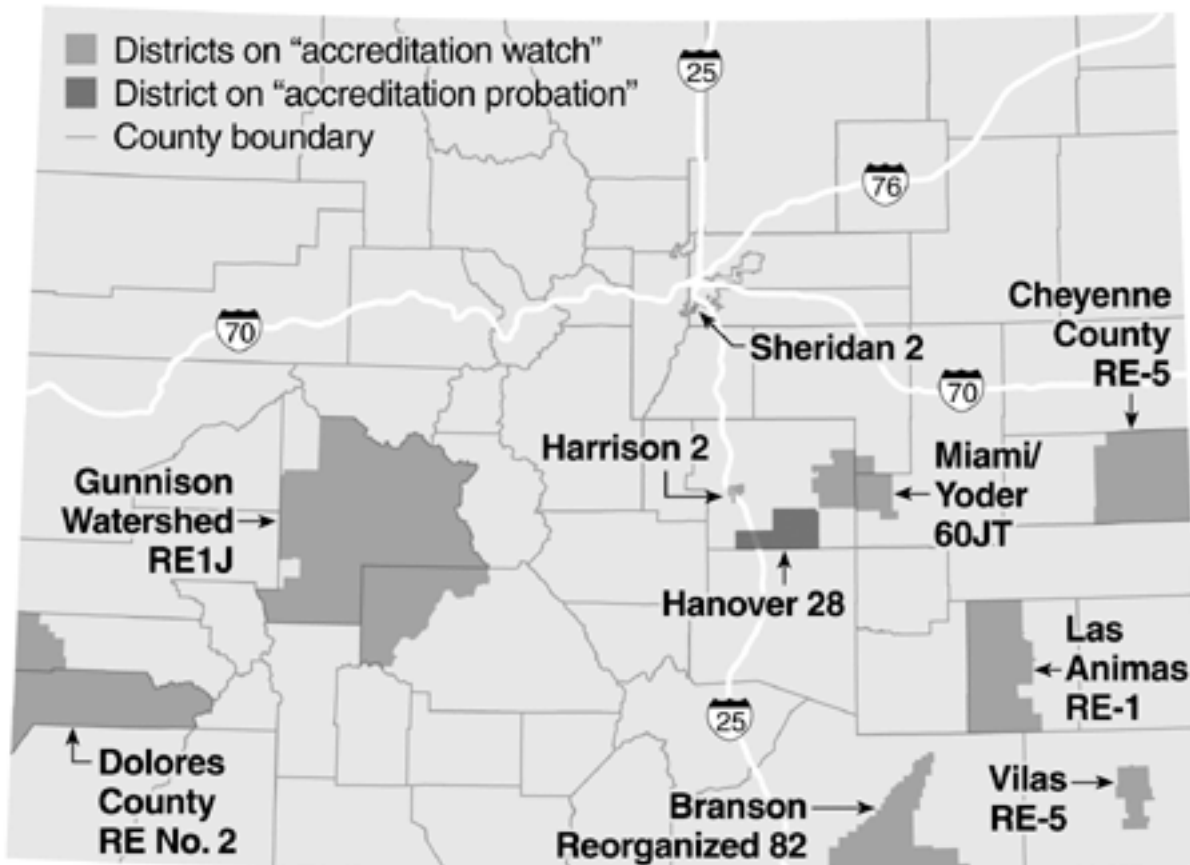 Districts on “accreditation watch”
District on “accreditation probation”
County boundary
25
76
70
Sheridan 2
Cheyenne
County
RE-5
70
Harrison 2
Miami/
Yoder
60JT
Gunnison
Watershed
RE1J
Hanover 28
Las
Animas
RE-1
25
Dolores
County
RE No. 2
Branson
Reorganized 82
Vilas
RE-5